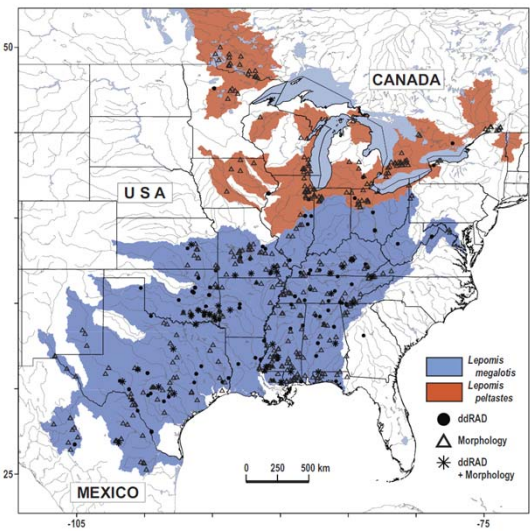 50
CANADA
USA
Lepomis
megalotis
Lepomis
peltastes
ddRAD
Morphology
ddRAD
+ Morphology
0 250 500 km
25
MEXICO
-105
-75